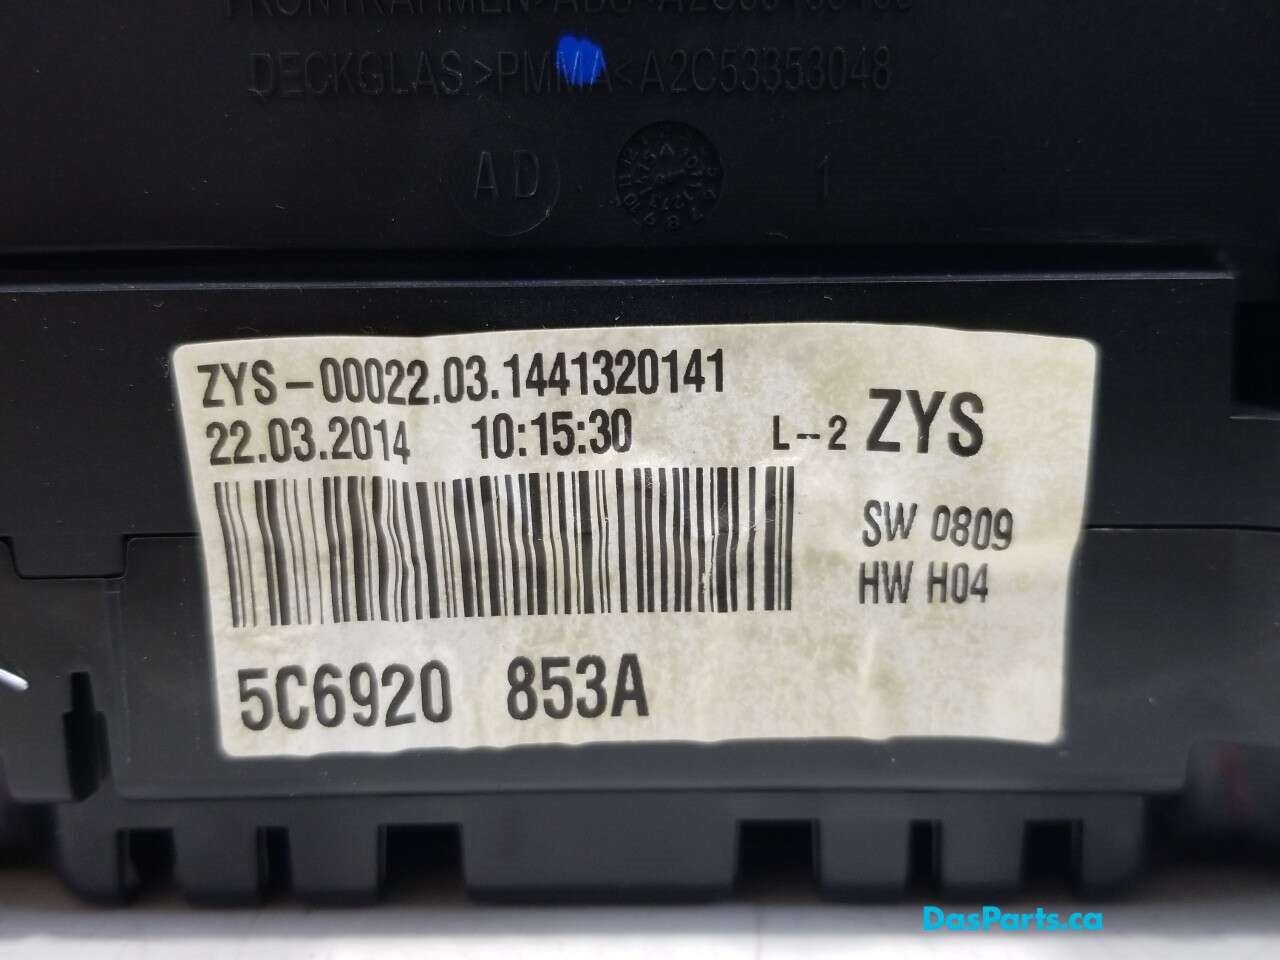 DECKGLAS >PMMA< A2C53353048
AD
1
ZYS-00022.03.1441320141
22.03.2014 10:15:30 L--2 ZYS
SW 0809
HW H04
5C6920 853A
DasParts.ca